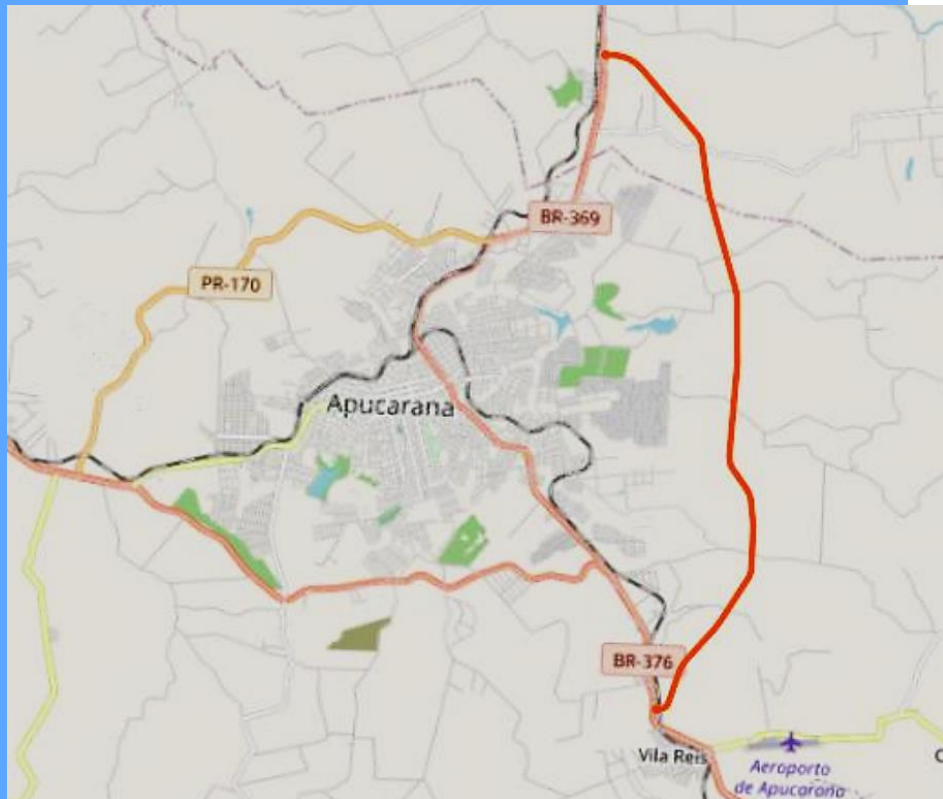 BR-369
PR-170
Apucarana
BR-376
Vila Reis
Aeroporto
de Apucarana